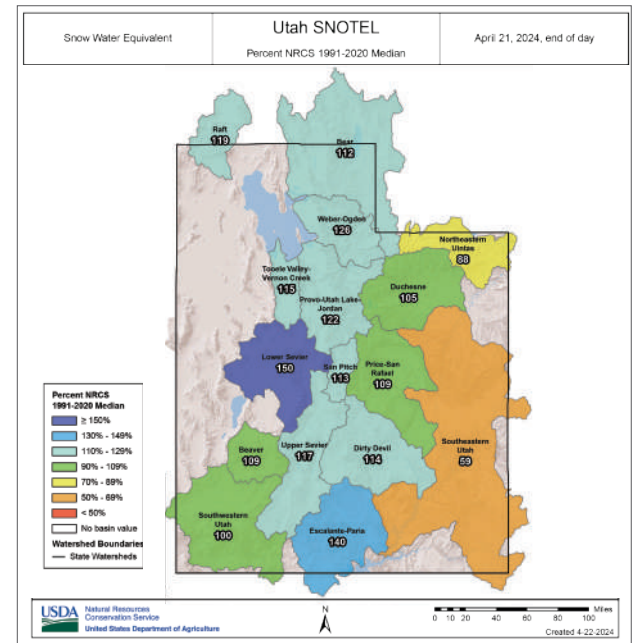 Snow Water Equivalent
Utah SNOTEL
Percent NRCS 1991-2020 Median
April 21, 2024, end of day
Raft
119
Bear
112
Weber-Ogden
126
Northeastern
Uintas
88
Tooele Valley-
Vernon Creek
115
Duchesne
105
Provo-Utah Lake-
Jordan
122
Lower Sevier
150
San Pitch
113
Price-San
Rafael
109
Percent NRCS
1991-2020 Median
≥ 150%
130% - 149%
110% - 129%
90% - 109%
70% - 89%
50% - 69%
< 50%
No basin value
Watershed Boundaries
State Watersheds
Beaver
109
Upper Sevier
117
Dirty Devil
114
Southeastern
Utah
59
Southwestern
Utah
100
Escalante-Paria
140
USDA
Natural Resources
Conservation Service
United States Department of Agriculture
N
Miles
0 10 20 40 60 80 100
Created 4-22-2024